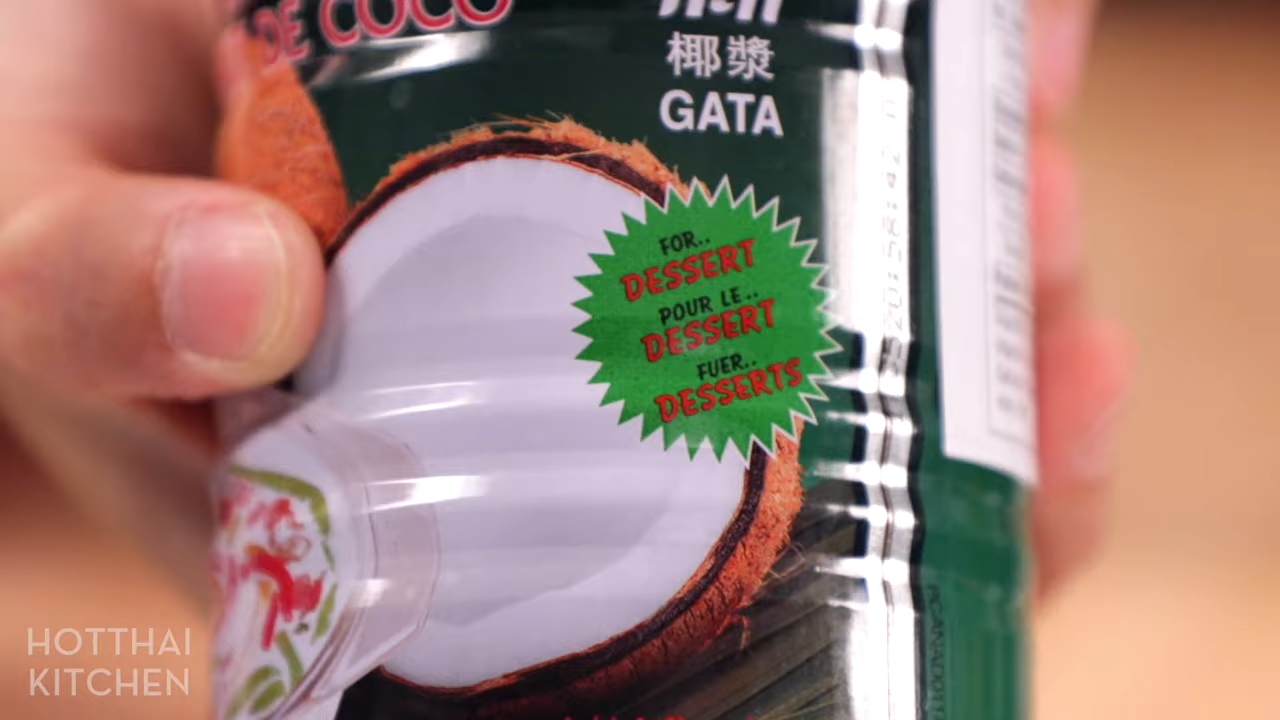 DE COCO
椰漿
GATA
FOR..
DESSERT
POUR LE..
DESSERT
FUER..
DESSERTS
HOTTHAI
KITCHEN